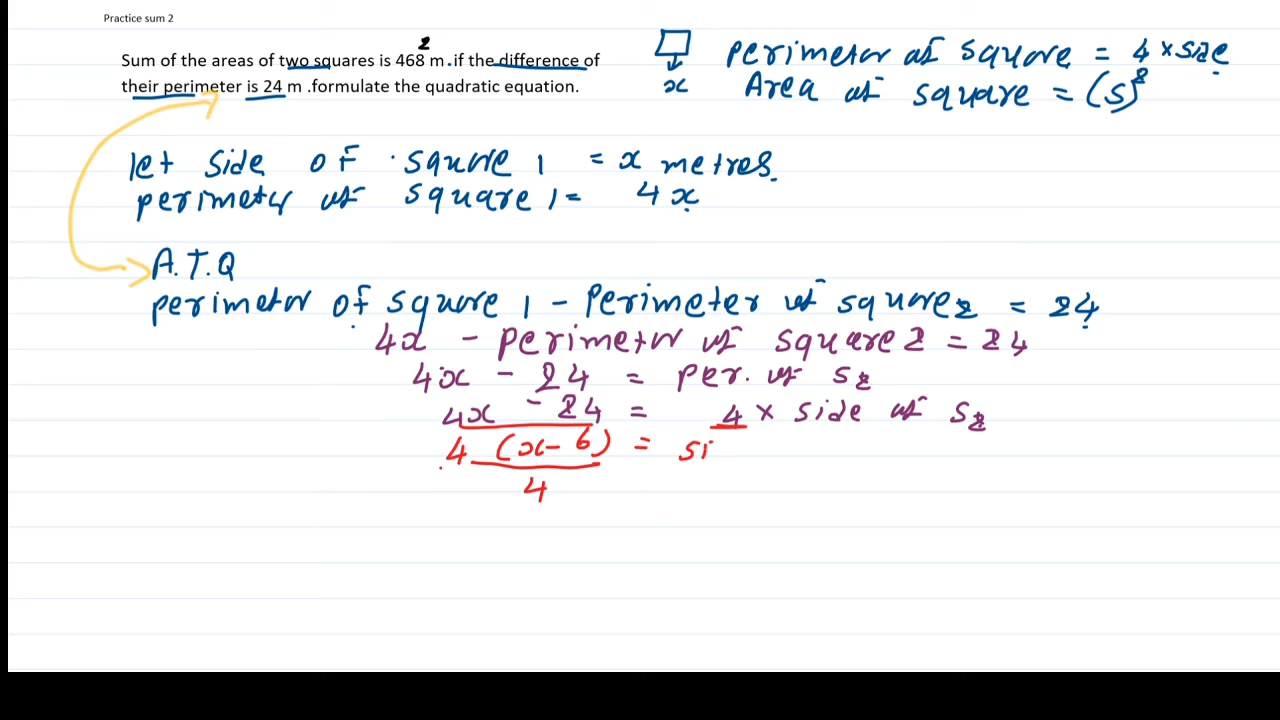 Practice sum 2
Sum of the areas of two squares is 468 m².if the difference of
their perimeter is 24 m .formulate the quadratic equation.
x
perimeter of square = 4 × side
Area of square = (s)²
let side of square 1 = x metres.
perimeter of square 1 = 4x
A.T.Q
perimeter of square 1 - perimeter of square 2 = 24
4x - perimeter of square 2 = 24
4x - 24 = per. of s2
4x - 24 = 4 × side of s2
4 (x - 6) = si
4